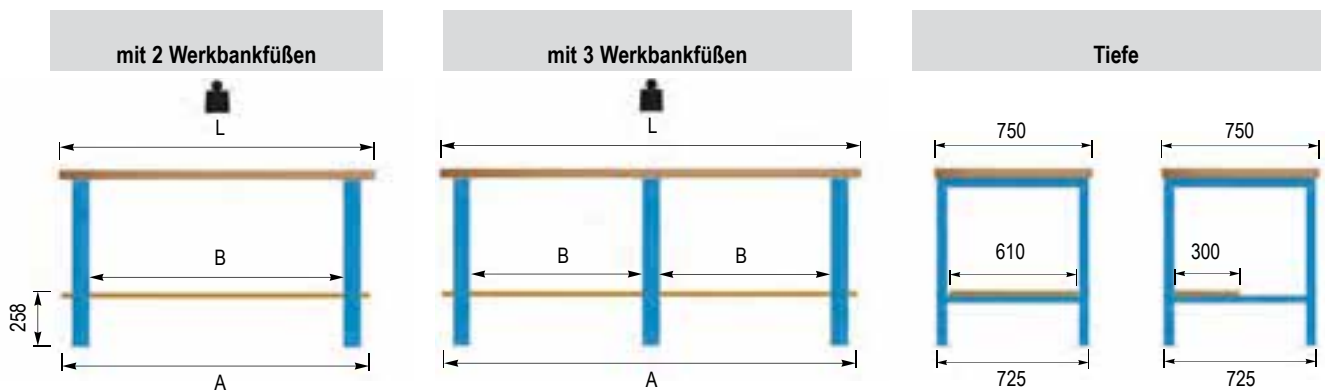 mit 2 Werkbankfüßen
L
B
258
A
mit 3 Werkbankfüßen
L
B B
A
Tiefe
750 750
610 300
725 725